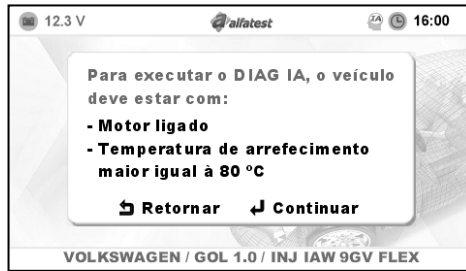 12.3 V alfatest IA 16:00
Para executar o DIAG IA, o veículo
deve estar com:
- Motor ligado
- Temperatura de arrefecimento
maior igual à 80 ºC
Retornar Continuar
VOLKSWAGEN / GOL 1.0 / INJ IAW 9GV FLEX